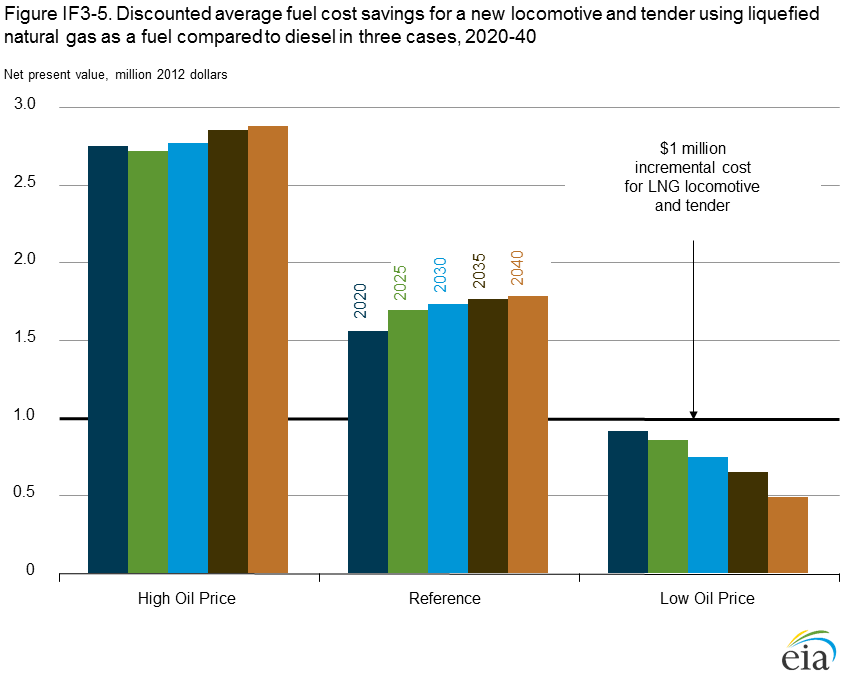 Figure IF3-5. Discounted average fuel cost savings for a new locomotive and tender using liquefied
natural gas as a fuel compared to diesel in three cases, 2020-40
Net present value, million 2012 dollars
3.0
2.5
2.0
1.5
1.0
0.5
0
$1 million
incremental cost
for LNG locomotive
and tender
2020
2025
2030
2035
2040
High Oil Price
Reference
Low Oil Price
eia